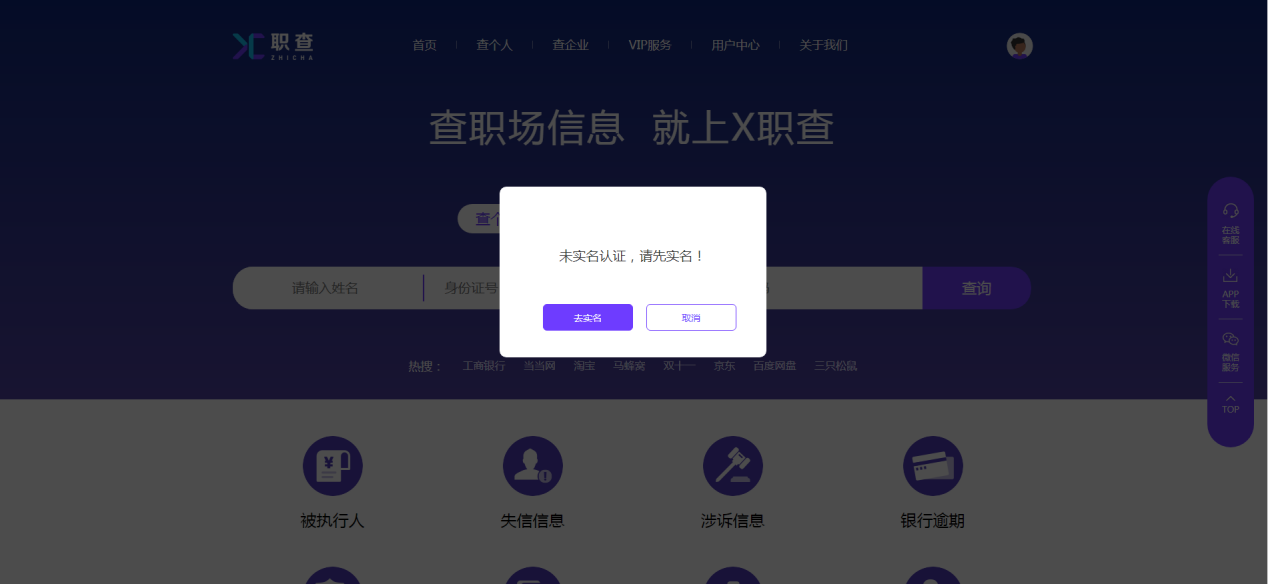 职查
ZHICHA
首页 查个人 查企业 VIP服务 用户中心 关于我们
查职场信息 就上X职查
查个
请输入姓名 身份证号 查询
未实名认证，请先实名！
去实名 取消
热搜： 工商银行 当当网 淘宝 马蜂窝 双十一 京东 百度网盘 三只松鼠
在线
客服
APP
下载
微信
服务
TOP
被执行人 失信信息 涉诉信息 银行逾期